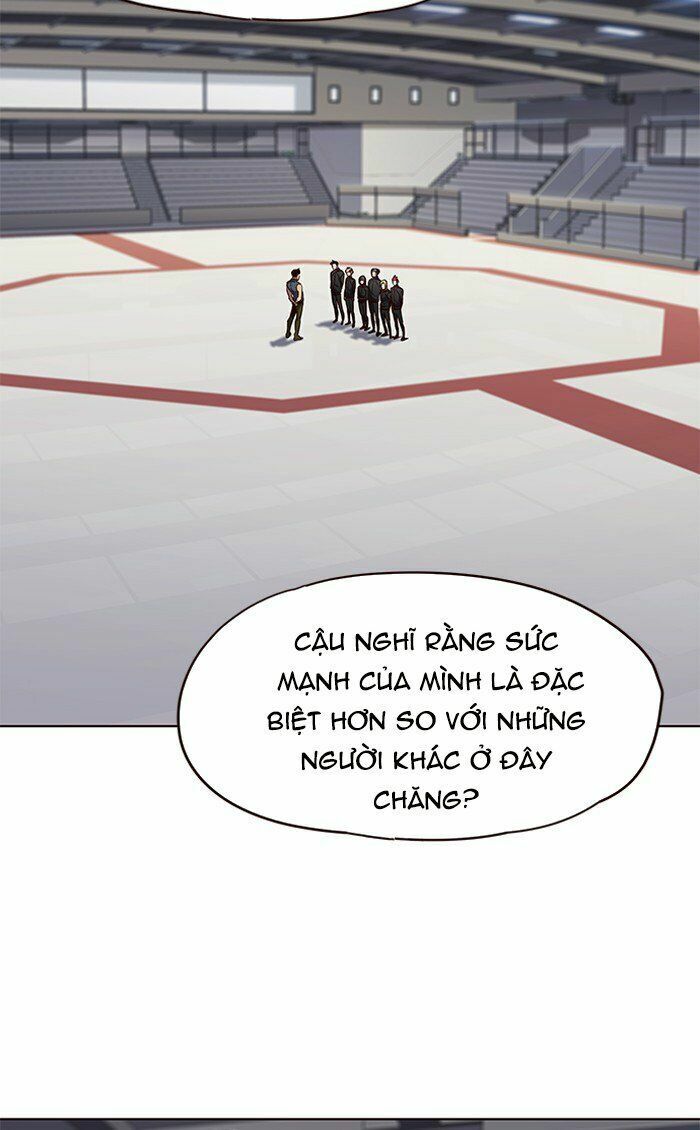 CẬU NGHĨ RẰNG SỨC
MẠNH CỦA MÌNH LÀ ĐẶC
BIỆT HƠN SO VỚI NHỮNG
NGƯỜI KHÁC Ở ĐÂY
CHĂNG?